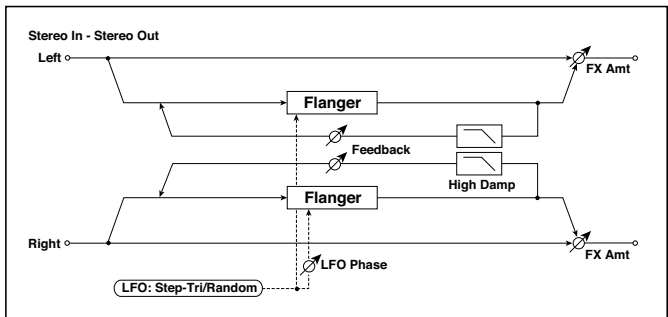 Stereo In - Stereo Out
Left
FX Amt
Flanger
Feedback
High Damp
Flanger
Right
FX Amt
LFO Phase
LFO: Step-Tri/Random